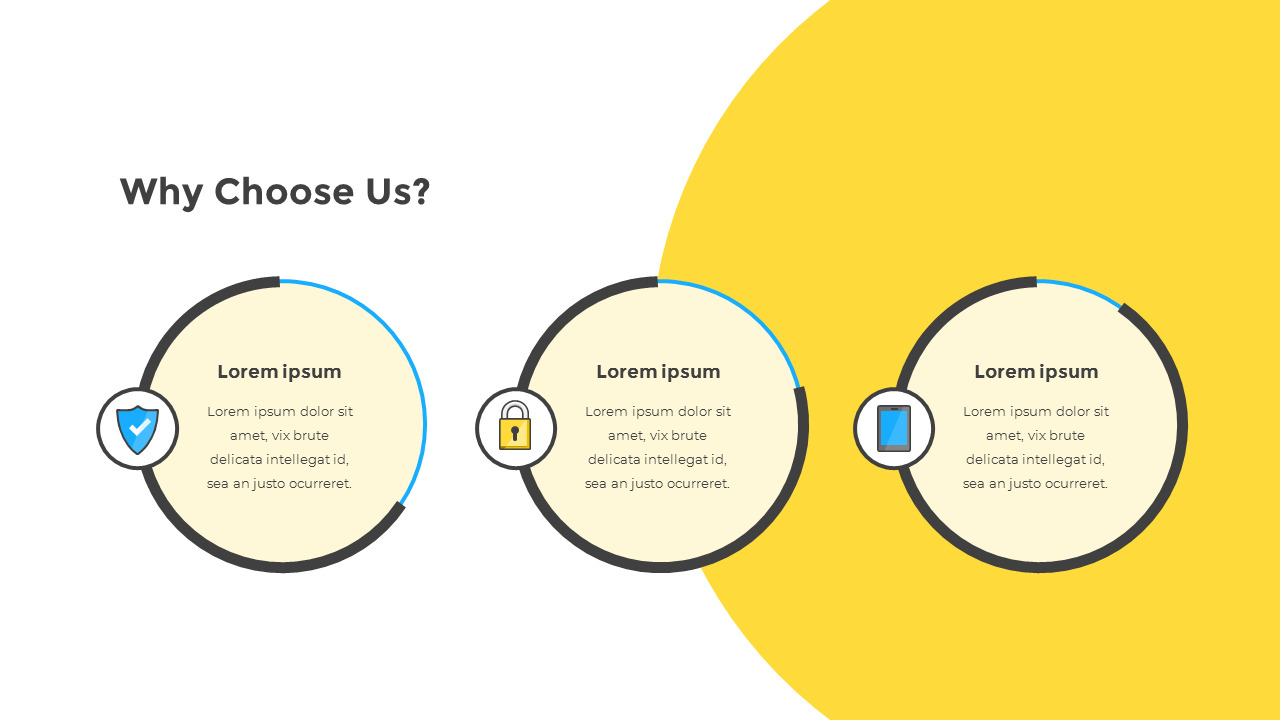 Why Choose Us?
Lorem ipsum
Lorem ipsum dolor sit
amet, vix brute
delicata intellegat id,
sea an justo ocurreret.
Lorem ipsum
Lorem ipsum dolor sit
amet, vix brute
delicata intellegat id,
sea an justo ocurreret.
Lorem ipsum
Lorem ipsum dolor sit
amet, vix brute
delicata intellegat id,
sea an justo ocurreret.